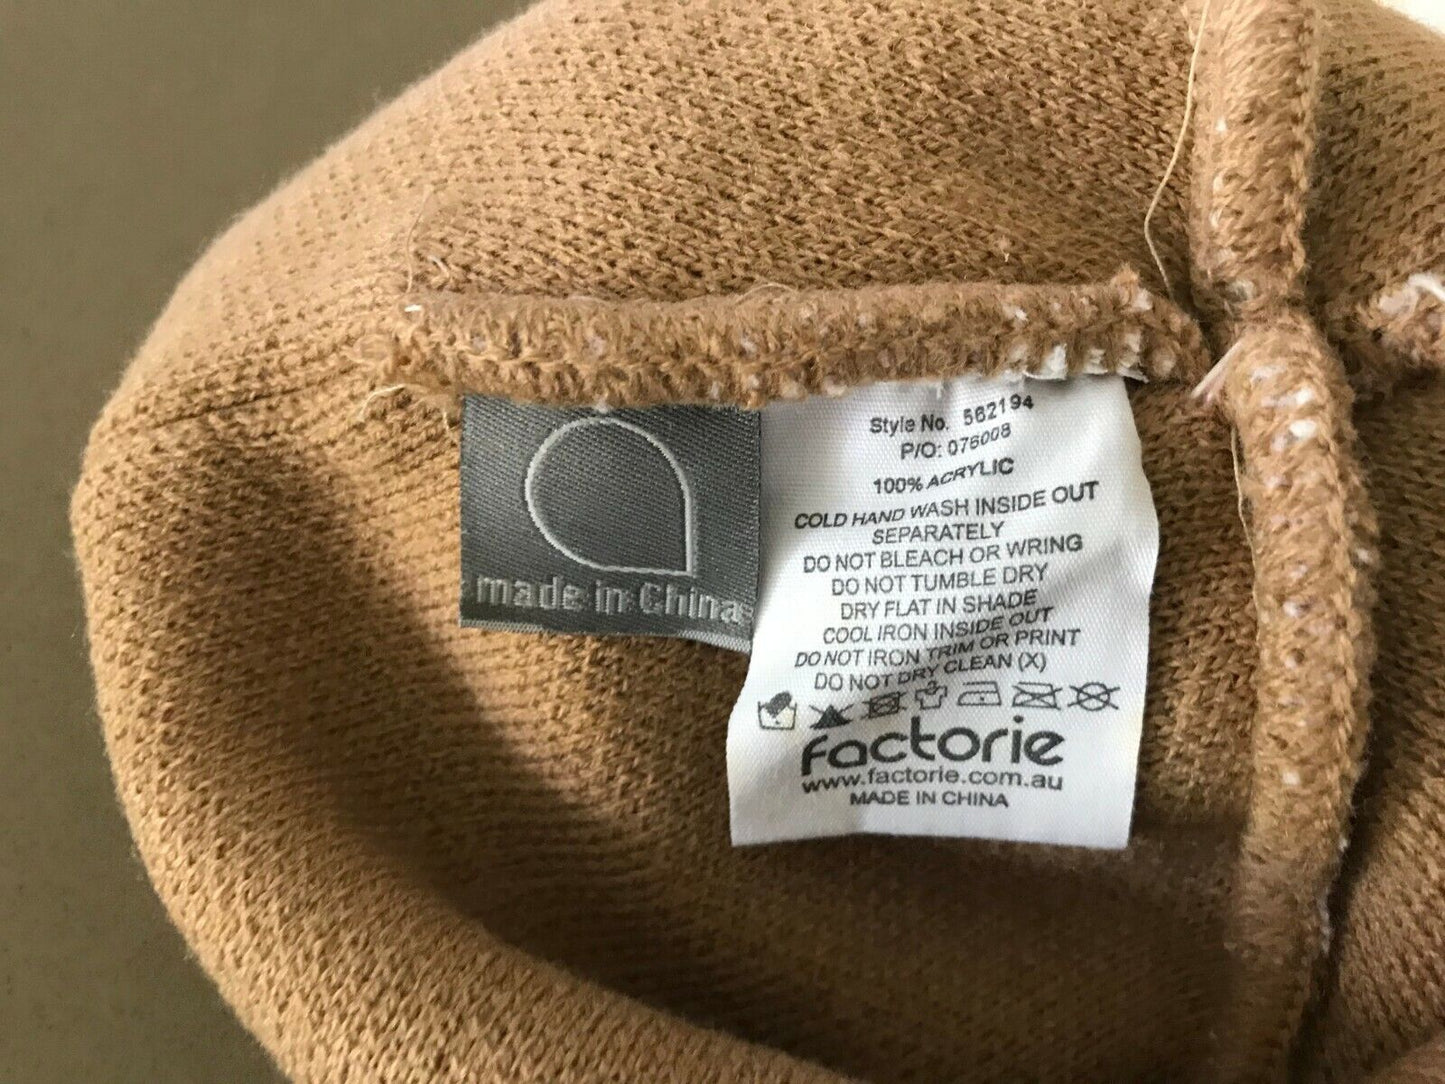 made in China
Style No. 562194
P/O: 076008
100% ACRYLIC
COLD HAND WASH INSIDE OUT
SEPARATELY
DO NOT BLEACH OR WRING
DO NOT TUMBLE DRY
DRY FLAT IN SHADE
COOL IRON INSIDE OUT
DO NOT IRON TRIM OR PRINT
DO NOT DRY CLEAN (X)
factorie
www.factorie.com.au
MADE IN CHINA